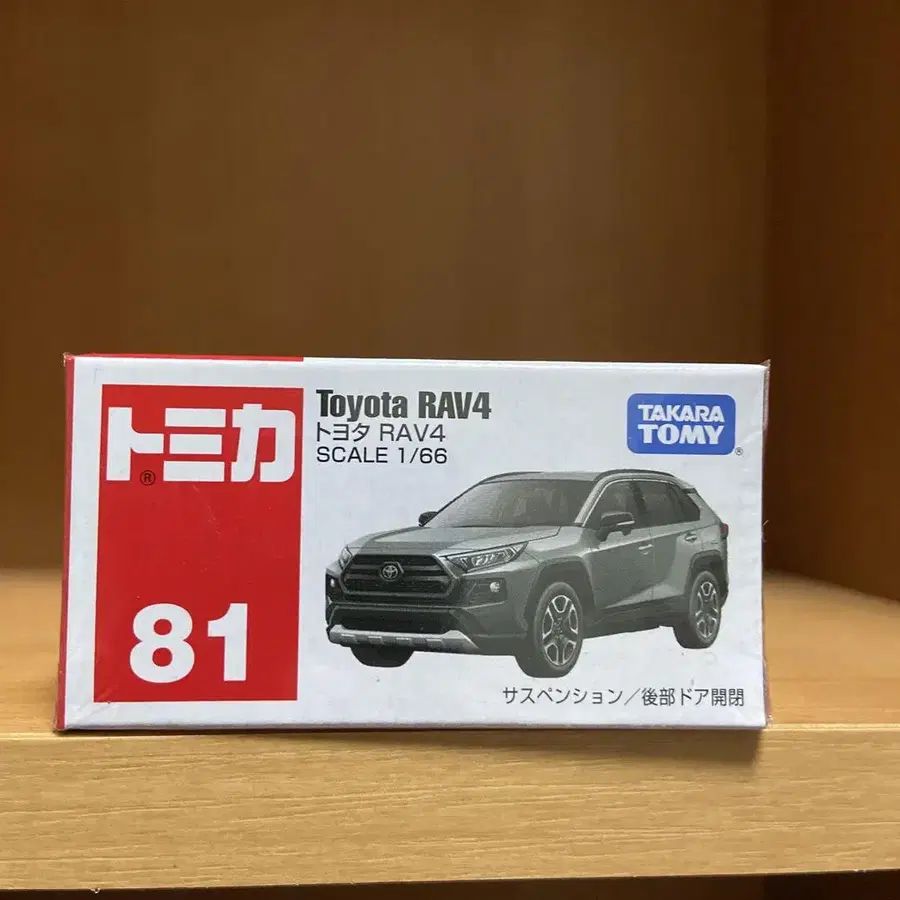 トミカ
®
81
Toyota RAV4
トヨタ RAV4
SCALE 1/66
TAKARA
TOMY
®
サスペンション/後部ドア開閉